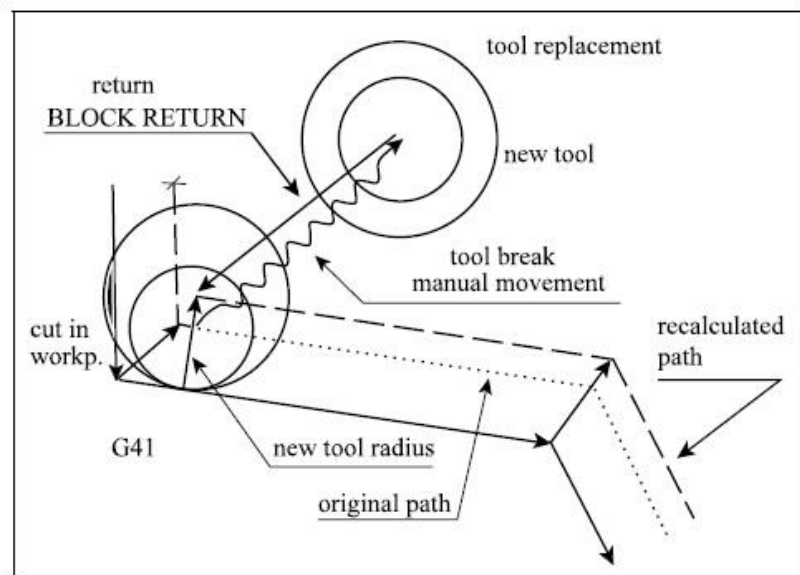 tool replacement
return
BLOCK RETURN
new tool
tool break
manual movement
cut in
workp.
recalculated
path
G41
new tool radius
original path